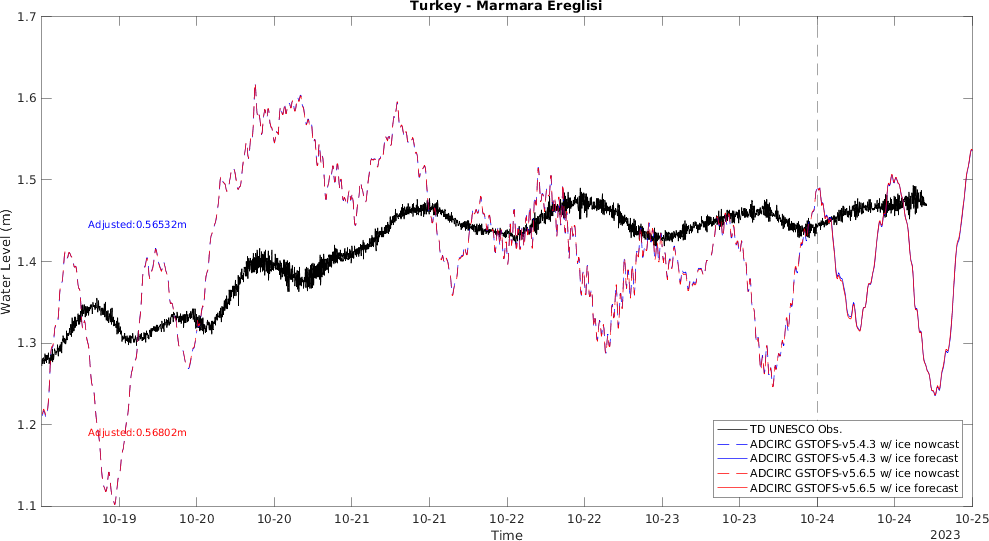 Turkey - Marmara Ereglisi
1.7
1.6
1.5
1.4
1.3
1.2
1.1
Water Level (m)
Adjusted:0.56532m
Adjusted:0.56802m
TD UNESCO Obs.
ADCIRC GSTOFS-v5.4.3 w/ ice nowcast
ADCIRC GSTOFS-v5.4.3 w/ ice forecast
ADCIRC GSTOFS-v5.6.5 w/ ice nowcast
ADCIRC GSTOFS-v5.6.5 w/ ice forecast
10-19 10-20 10-20 10-21 10-21 10-22 10-22 10-23 10-23 10-24 10-24 10-25
Time
2023